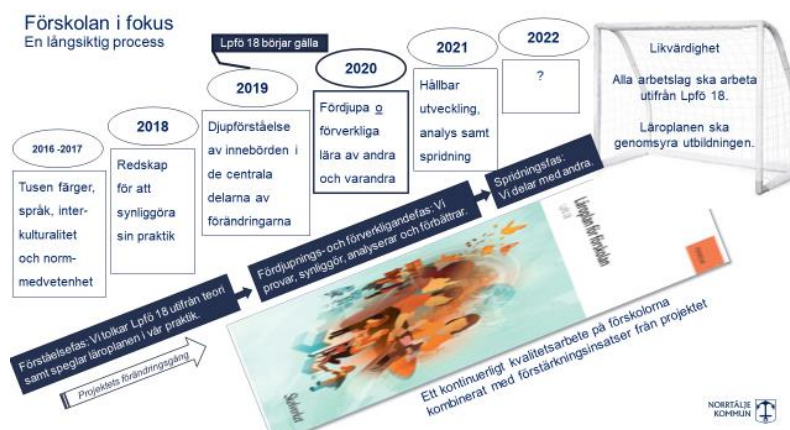 Förskolan i fokus
En långsiktig process
Lpfö 18 börjar gälla
2016 -2017
Tusen färger,
språk, inter-
kulturalitet
och norm-
medvetenhet
2018
Redskap
för att
synliggöra
sin praktik
2019
Djupförståelse
av innebörden i
de centrala
delarna av
förändringarna
2020
Fördjupa o
förverkliga
lära av andra
och varandra
2021
Hållbar
utveckling,
analys samt
spridning
2022
?
Likvärdighet
Alla arbetslag ska arbeta
utifrån Lpfö 18.
Läroplanen ska
genomsyra utbildningen.
Förståelsefas: Vi tolkar Lpfö 18 utifrån teori
samt speglar läroplanen i vår praktik.
Fördjupnings- och förverkligandefas: Vi
provar, synliggör, analyserar och förbättrar.
Spridningsfas:
Vi delar med andra.
Projektets förändringsgång
Läroplan för förskolan
Lpfö 18
Skolverket
Ett kontinuerligt kvalitetsarbete på förskolorna
kombinerat med förstärkningsinsatser från projektet
NORRTÄLJE
KOMMUN